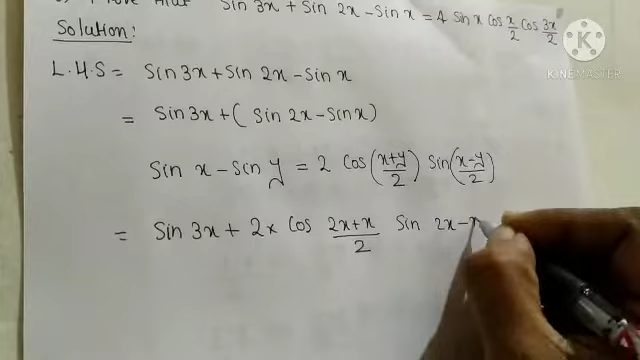 Prove that Sin 3x + Sin 2x - Sin x = 4 Sin x Cos x/2 Cos 3x/2
Solution:
L.H.S = Sin 3x + Sin 2x - Sin x
= Sin 3x + ( Sin 2x - Sin x)
Sin x - Sin y = 2 Cos (x+y/2) Sin (x-y/2)
= Sin 3x + 2x Cos 2x+x/2 Sin 2x-x
KINEMASTER